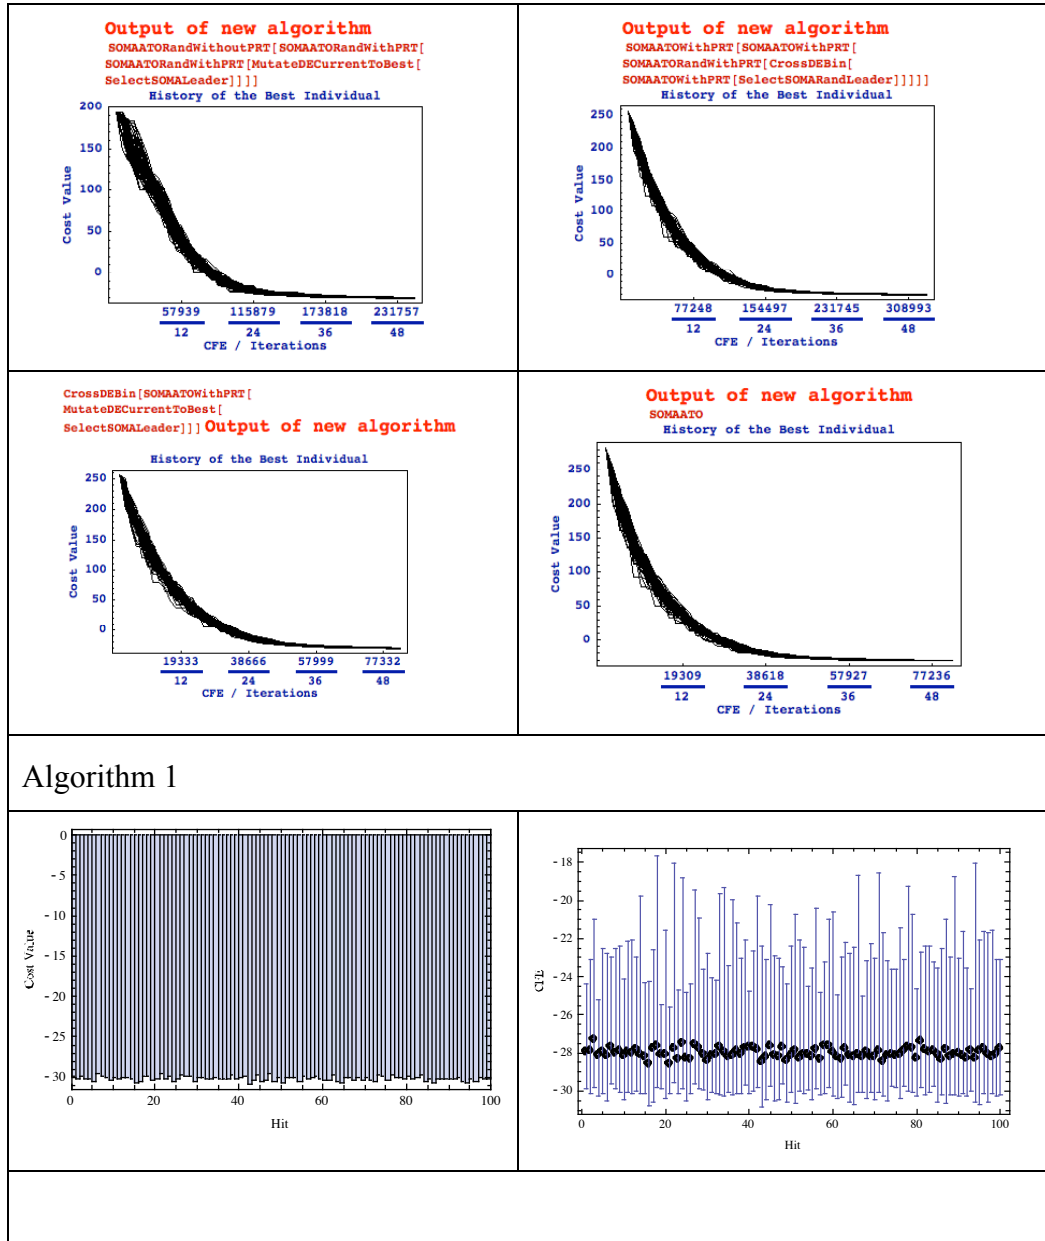 Output of new algorithm
SOMAATORandWithoutPRT[SOMAATORandWithPRT[
SOMAATORandWithPRT[MutateDECurrentToBest[
SelectSOMALeader]]]]
History of the Best Individual
200
150
100
50
0
Cost Value
57939 115879 173818 231757
12 24 36 48
CFE / Iterations
Output of new algorithm
SOMAATOWithPRT[SOMAATOWithPRT[
SOMAATORandWithPRT[CrossDEBin[
SOMAATOWithPRT[SelectSOMARandLeader]]]]]
History of the Best Individual
250
200
150
100
50
0
Cost Value
77248 154497 231745 308993
12 24 36 48
CFE / Iterations
CrossDEBin[SOMAATOWithPRT[
MutateDECurrentToBest[
SelectSOMALeader]]] Output of new algorithm
History of the Best Individual
250
200
150
100
50
0
Cost Value
19333 38666 57999 77332
12 24 36 48
CFE / Iterations
Output of new algorithm
SOMAATO
History of the Best Individual
250
200
150
100
50
0
Cost Value
19309 38618 57927 77236
12 24 36 48
CFE / Iterations
Algorithm 1
0
-5
-10
-15
-20
-25
-30
Cost Value
0 20 40 60 80 100
Hit
-18
-20
-22
-24
-26
-28
-30
CFE
0 20 40 60 80 100
Hit